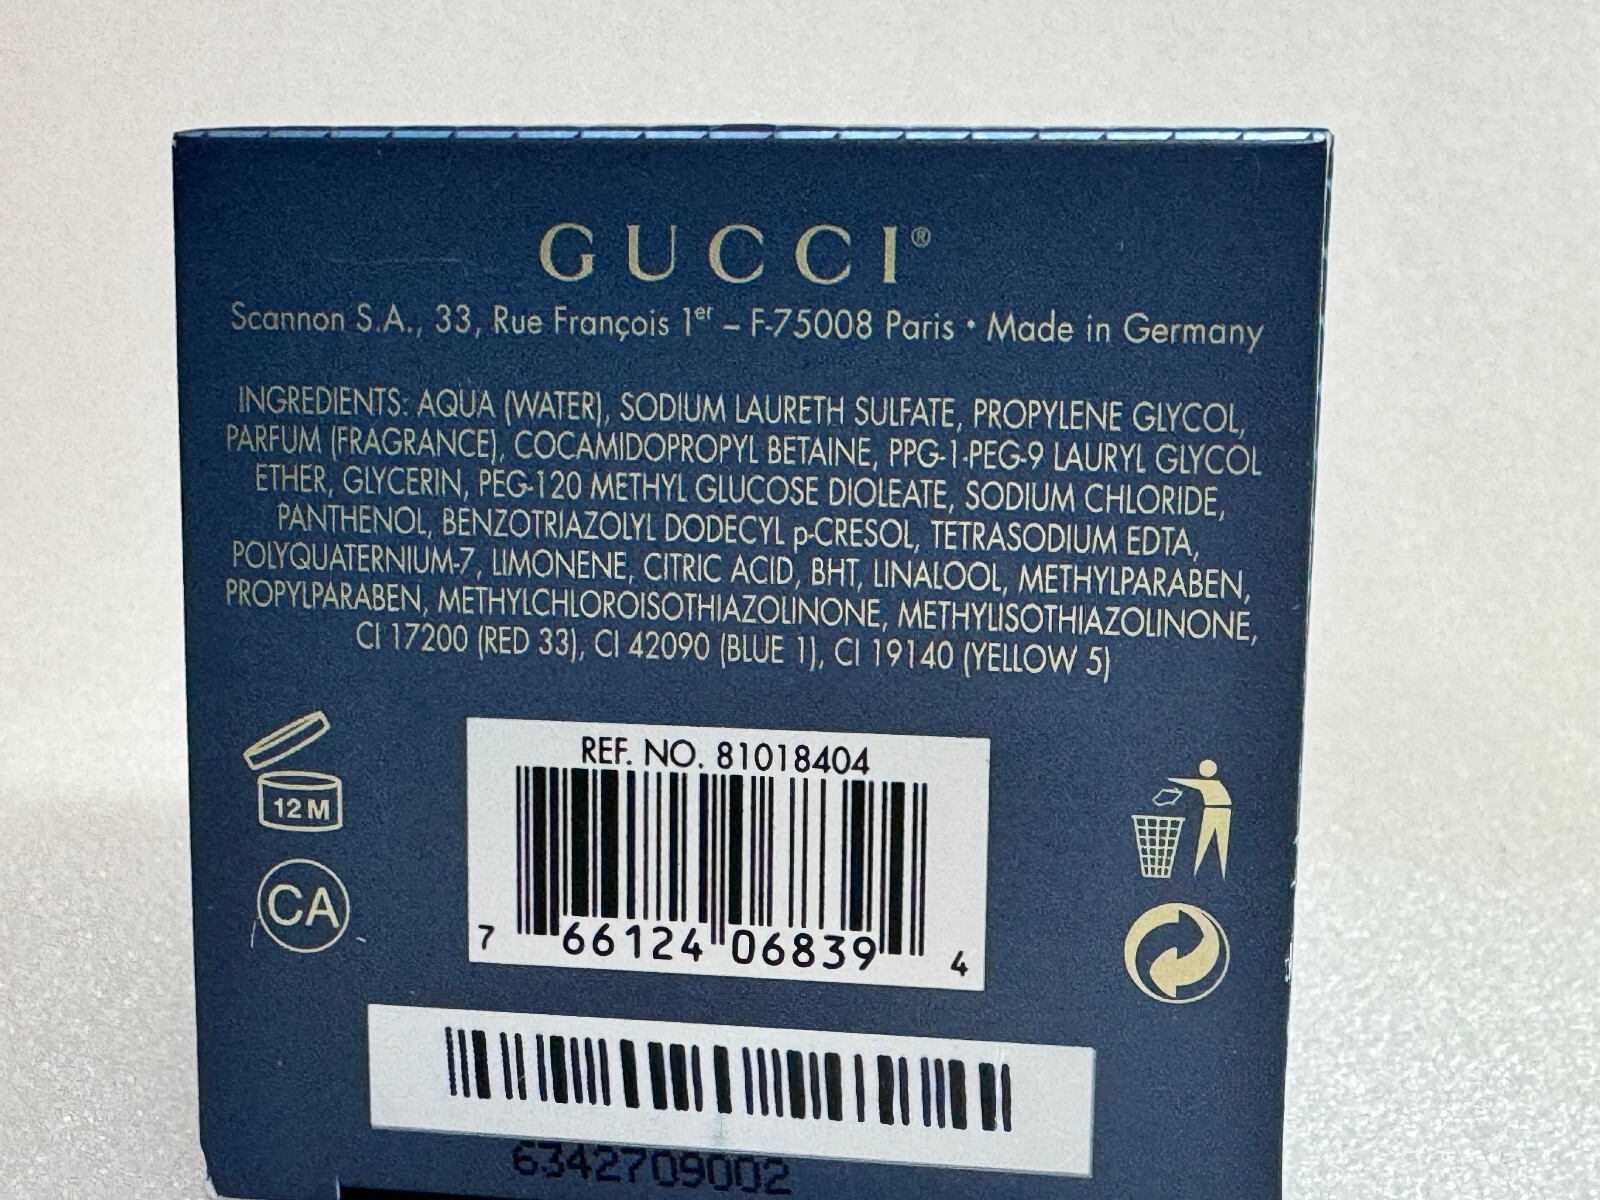 GUCCI®
Scannon S.A., 33, Rue François 1er – F-75008 Paris • Made in Germany
INGREDIENTS: AQUA (WATER), SODIUM LAURETH SULFATE, PROPYLENE GLYCOL,
PARFUM (FRAGRANCE), COCAMIDOPROPYL BETAINE, PPG-1-PEG-9 LAURYL GLYCOL
ETHER, GLYCERIN, PEG-120 METHYL GLUCOSE DIOLEATE, SODIUM CHLORIDE,
PANTHENOL, BENZOTRIAZOLYL DODECYL p-CRESOL, TETRASODIUM EDTA,
POLYQUATERNIUM-7, LIMONENE, CITRIC ACID, BHT, LINALOOL, METHYLPARABEN,
PROPYLPARABEN, METHYLCHLOROISOTHIAZOLINONE, METHYLISOTHIAZOLINONE,
CI 17200 (RED 33), CI 42090 (BLUE 1), CI 19140 (YELLOW 5)
REF. NO. 81018404
12 M
CA
7 66124 06839 4
6342709002